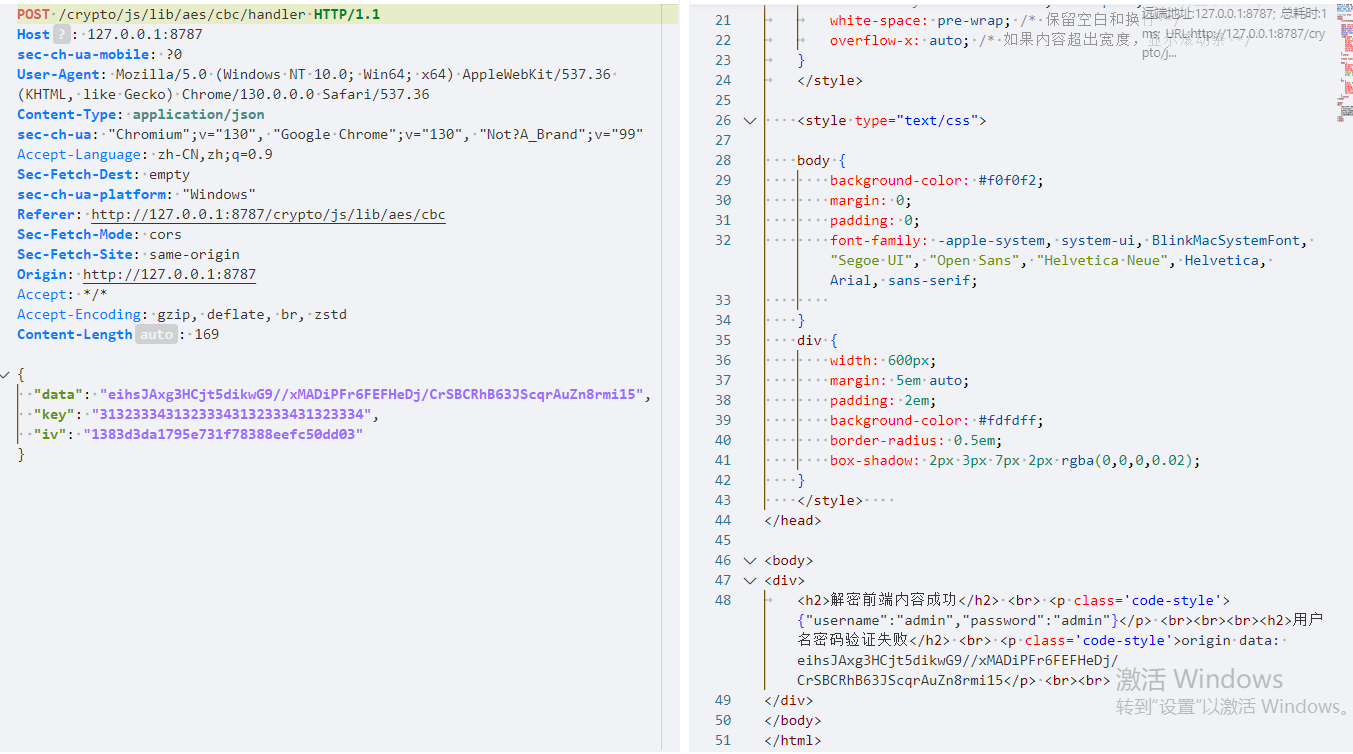 POST /crypto/js/lib/aes/cbc/handler HTTP/1.1
Host ? : 127.0.0.1:8787
sec-ch-ua-mobile: ?0
User-Agent: Mozilla/5.0 (Windows NT 10.0; Win64; x64) AppleWebKit/537.36
(KHTML, like Gecko) Chrome/130.0.0.0 Safari/537.36
Content-Type: application/json
sec-ch-ua: "Chromium";v="130", "Google Chrome";v="130", "Not?A_Brand";v="99"
Accept-Language: zh-CN,zh;q=0.9
Sec-Fetch-Dest: empty
sec-ch-ua-platform: "Windows"
Referer: http://127.0.0.1:8787/crypto/js/lib/aes/cbc
Sec-Fetch-Mode: cors
Sec-Fetch-Site: same-origin
Origin: http://127.0.0.1:8787
Accept: */*
Accept-Encoding: gzip, deflate, br, zstd
Content-Length auto : 169
{
"data": "eihsJAxg3HCjt5dikwG9//xMADiPFr6FEFHeDj/CrSBCRhB63JScqrAuZn8rmi15",
"key": "31323334313233343132333431323334",
"iv": "1383d3da1795e731f78388eefc50dd03"
}
21 white-space: pre-wrap; /* 保留空白和换行 */
22 overflow-x: auto; /* 如果内容超出宽度，显示滚动条 */
23 }
24 </style>
25
26 <style type="text/css">
27
28 body {
29 background-color: #f0f0f2;
30 margin: 0;
31 padding: 0;
32 font-family: -apple-system, system-ui, BlinkMacSystemFont,
"Segoe UI", "Open Sans", "Helvetica Neue", Helvetica,
Arial, sans-serif;
33
34 }
35 div {
36 width: 600px;
37 margin: 5em auto;
38 padding: 2em;
39 background-color: #fdfdff;
40 border-radius: 0.5em;
41 box-shadow: 2px 3px 7px 2px rgba(0,0,0,0.02);
42 }
43 </style>
44 </head>
45
46 <body>
47 <div>
48 <h2>解密前端内容成功</h2> <br> <p class='code-style'>
{"username":"admin","password":"admin"}</p> <br><br><br><h2>用户
名密码验证失败</h2> <br> <p class='code-style'>origin data:
eihsJAxg3HCjt5dikwG9//xMADiPFr6FEFHeDj/
CrSBCRhB63JScqrAuZn8rmi15</p> <br><br>
49 </div>
50 </body>
51 </html>
远端地址:127.0.0.1:8787; 总耗时:1
ms; URL:http://127.0.0.1:8787/cry
pto/j...
激活 Windows
转到“设置”以激活 Windows。